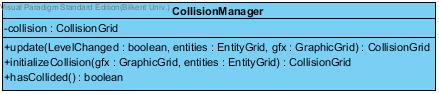 Visual Paradigm Standard Edition(Bilkent Univ.)
CollisionManager
-collision : CollisionGrid
+update(LevelChanged : boolean, entities : EntityGrid, gfx : GraphicGrid) : CollisionGrid
+initializeCollision(gfx : GraphicGrid, entities : EntityGrid) : CollisionGrid
+hasCollided() : boolean